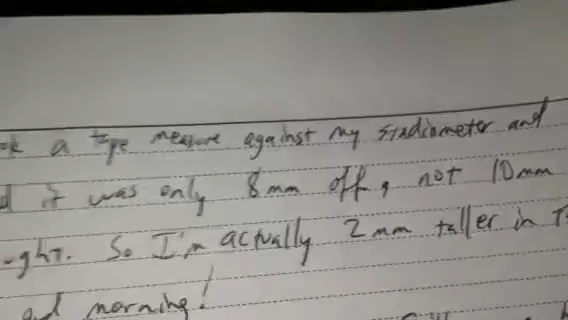 a tape measure against my stadiometer and
it was only 8mm off, not 10mm
So I'm actually 2mm taller in
morning!